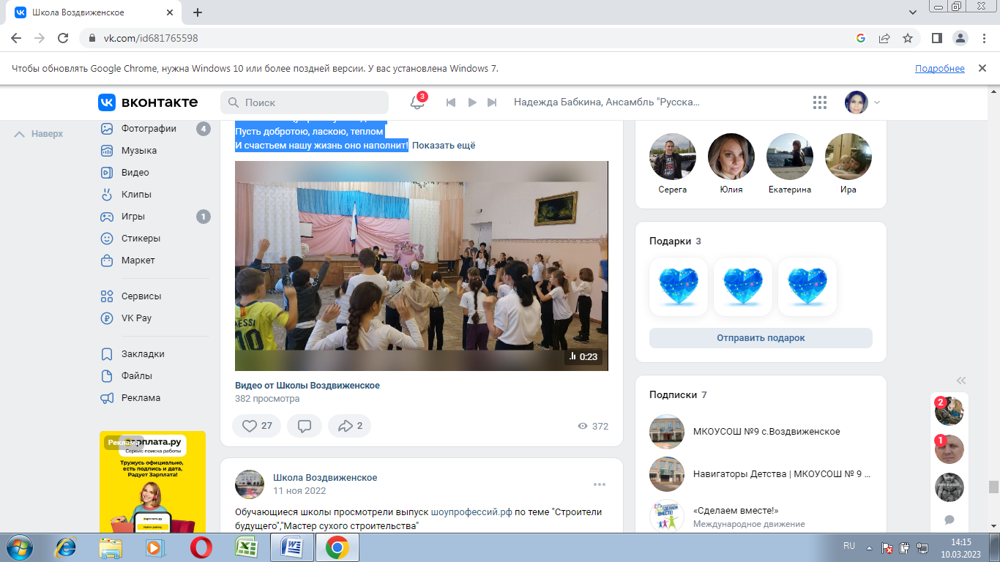 Школа Воздвиженское
vk.com/id681765598
Чтобы обновлять Google Chrome, нужна Windows 10 или более поздней версии. У вас установлена Windows 7.
Подробнее
вконтакте
Поиск
3
Надежда Бабкина, Ансамбль "Русска...
Наверх
Фотографии
4
Музыка
Видео
Клипы
Игры
1
Стикеры
Маркет
Сервисы
VK Pay
Закладки
Файлы
Реклама
Реклама
Сервис поиска работы
Тружусь официально,
есть подпись и дата,
Радует Зарплата!
Пусть добротою, ласкою, теплом
И счастьем нашу жизнь оно наполнит! Показать ещё
ESSI
10
0:23
Видео от Школы Воздвиженское
382 просмотра
27
2
372
Школа Воздвиженское
11 ноя 2022
Обучающиеся школы просмотрели выпуск шоупрофессий.рф по теме "Строители
будущего","Мастер сухого строительства"
Серега
Юлия
Екатерина
Ира
Подарки 3
Отправить подарок
Подписки 7
МКОУСОШ №9 с.Воздвиженское
Навигаторы Детства | МКОУСОШ № 9 ...
СДЕЛАЕМ
ВМЕСТЕ!
«Сделаем вместе!»
Международное движение
2
1
RU
14:15
10.03.2023